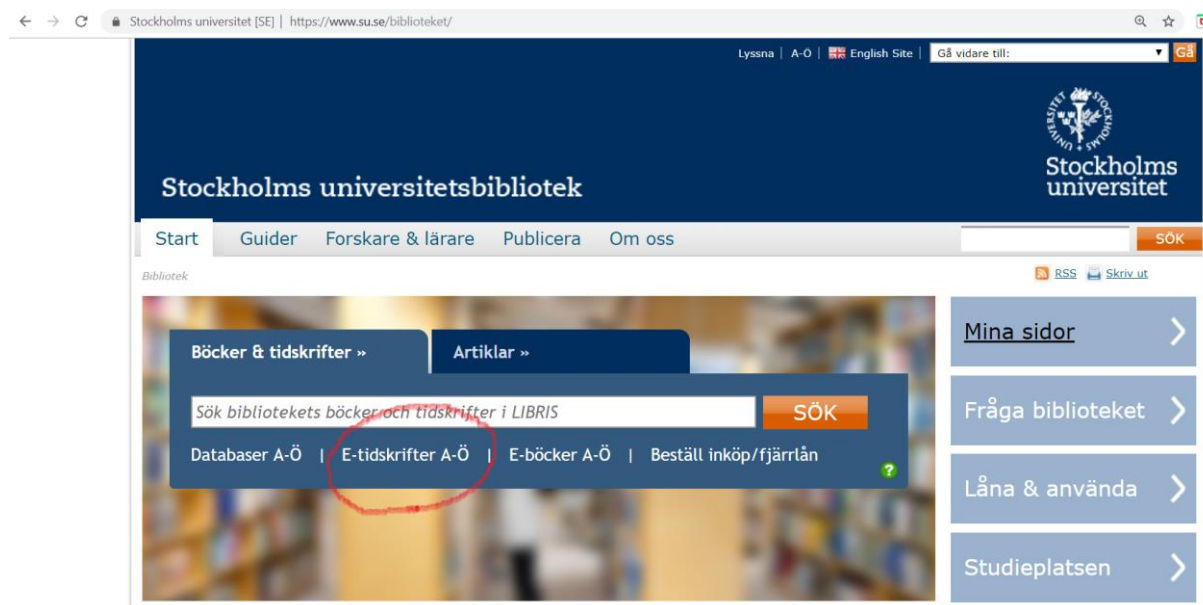 Stockholms universitet [SE] | https://www.su.se/biblioteket/
Lyssna | A-Ö | English Site | Gå vidare till: Gå
STOCKHOLMS UNIVERSITET
Stockholms
universitet
Stockholms universitetsbibliotek
Start Guider Forskare & lärare Publicera Om oss SÖK
Bibliotek RSS Skriv ut
Böcker & tidskrifter » Artiklar »
Sök bibliotekets böcker och tidskrifter i LIBRIS SÖK
Databaser A-Ö | E-tidskrifter A-Ö | E-böcker A-Ö | Beställ inköp/fjärrlån
?
Mina sidor
Fråga biblioteket
Låna & använda
Studieplatsen